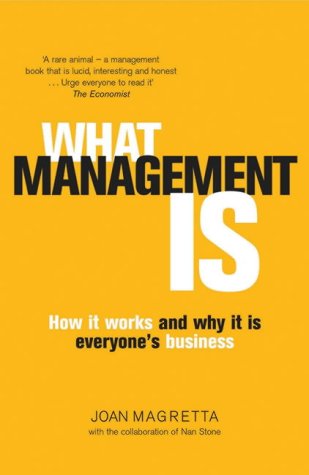 ‘A rare animal – a management
book that is lucid, interesting and honest
. . . Urge everyone to read it’
The Economist
WHAT
MANAGEMENT
IS
How it works and why it is
everyone’s business
JOAN MAGRETTA
with the collaboration of Nan Stone